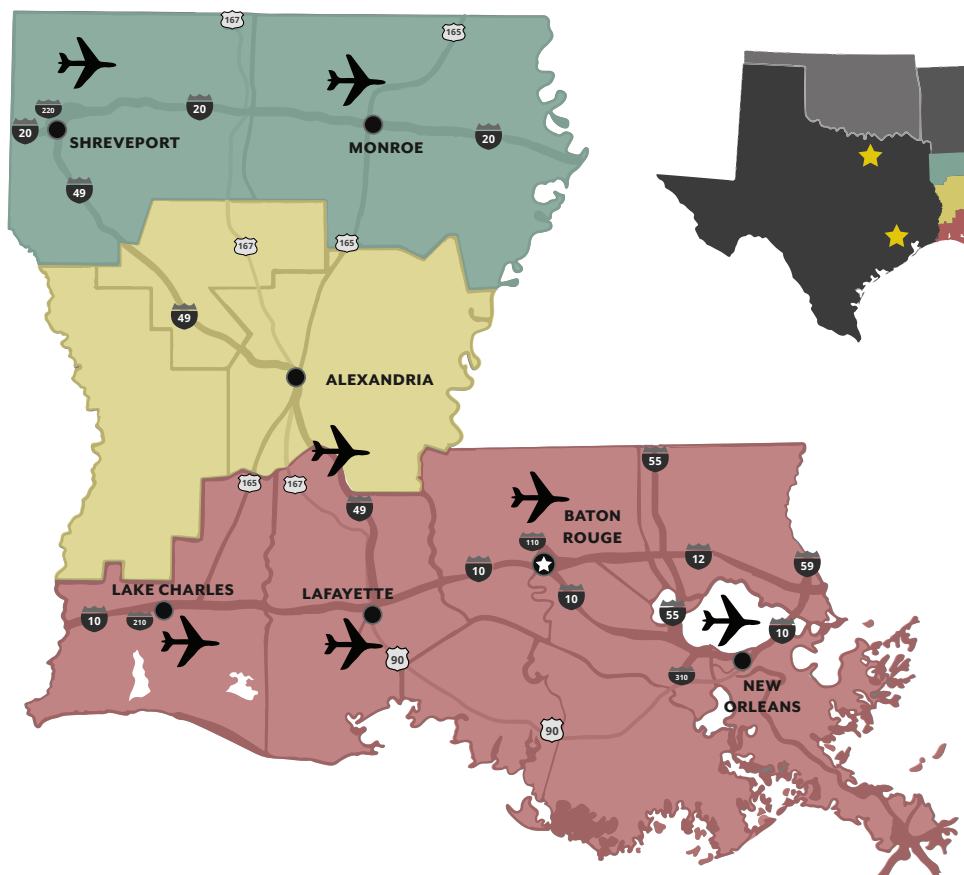 167
165
220
20
20
SHREVEPORT
MONROE
20
49
167
165
49
ALEXANDRIA
55
165
167
49
BATON
ROUGE
110
12
10
59
LAKE CHARLES
LAFAYETTE
10
10
210
55
10
90
310
NEW
ORLEANS
90